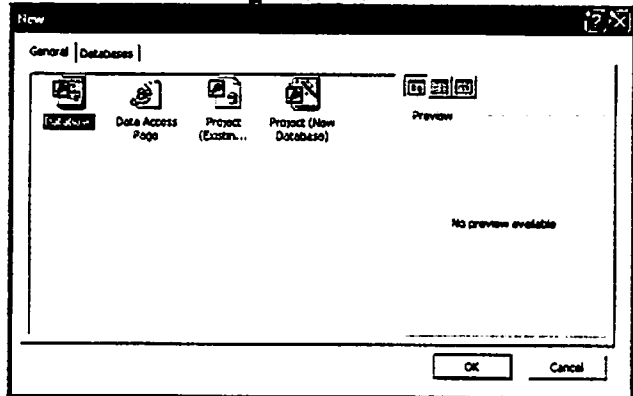 New
General Databases
Database Data Access Page Project (Existin... Project (New Database)
Preview
No preview available
OK Cancel